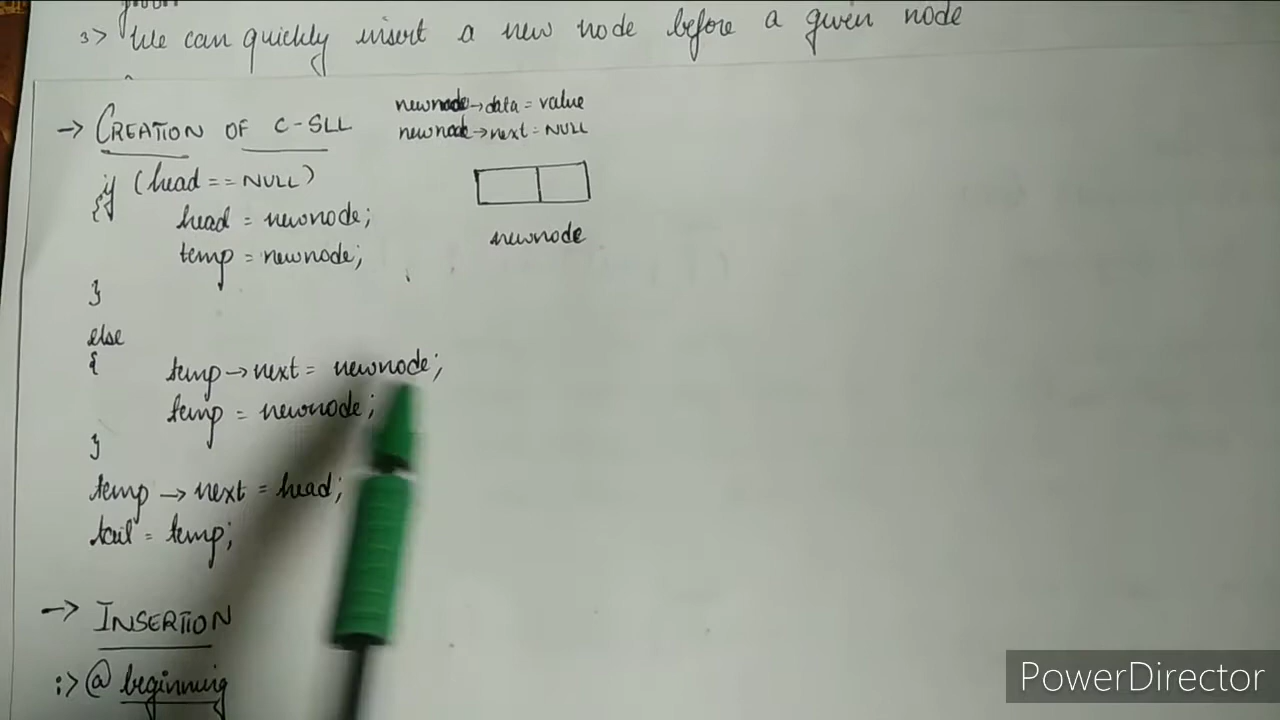 3> We can quickly insert a new node before a given node
-> CREATION OF C-SLL
newnode->data = value
newnode->next = NULL
if (head == NULL)
{
head = newnode;
temp = newnode;
newnode
}
else
{
temp->next = newnode;
temp = newnode;
}
temp -> next = head;
tail = temp;
-> INSERTION
i> @ beginning
PowerDirector